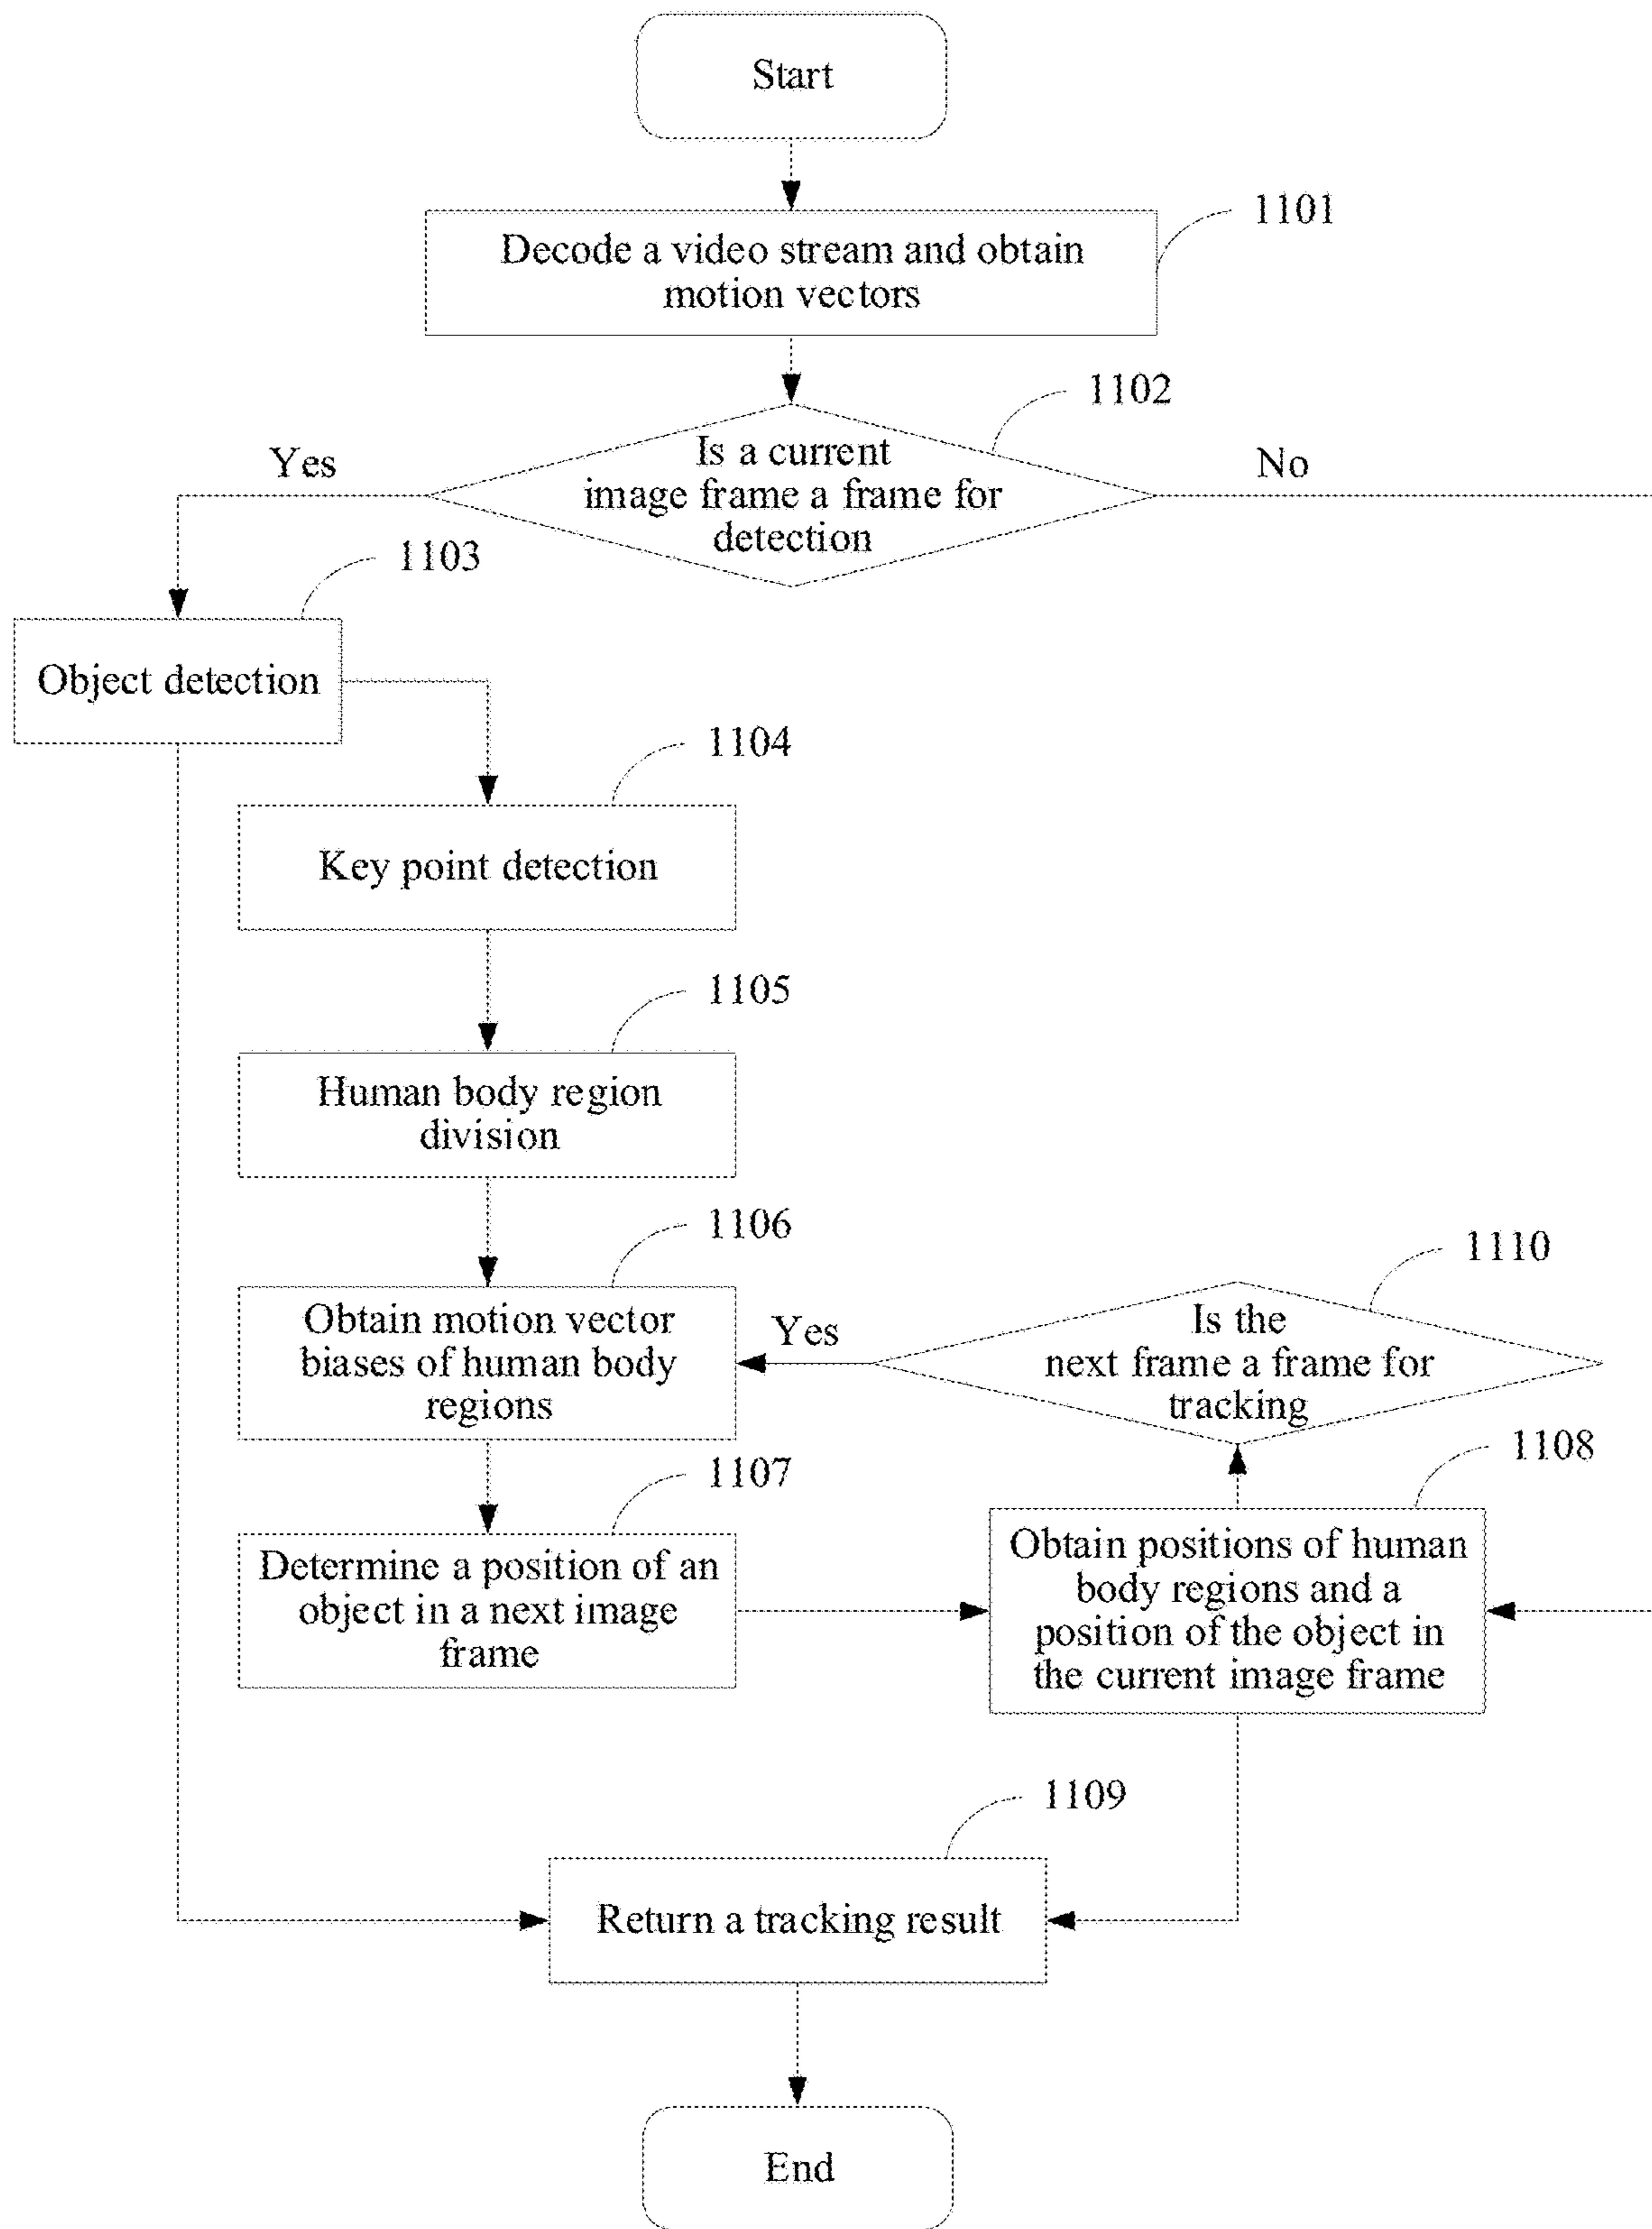 Start
1101
Decode a video stream and obtain
motion vectors
1102
Is a current
image frame a frame for
detection
Yes
No
1103
Object detection
1104
Key point detection
1105
Human body region
division
1106
Obtain motion vector
biases of human body
regions
Yes
1110
Is the
next frame a frame for
tracking
1107
Determine a position of an
object in a next image
frame
1108
Obtain positions of human
body regions and a
position of the object in
the current image frame
1109
Return a tracking result
End